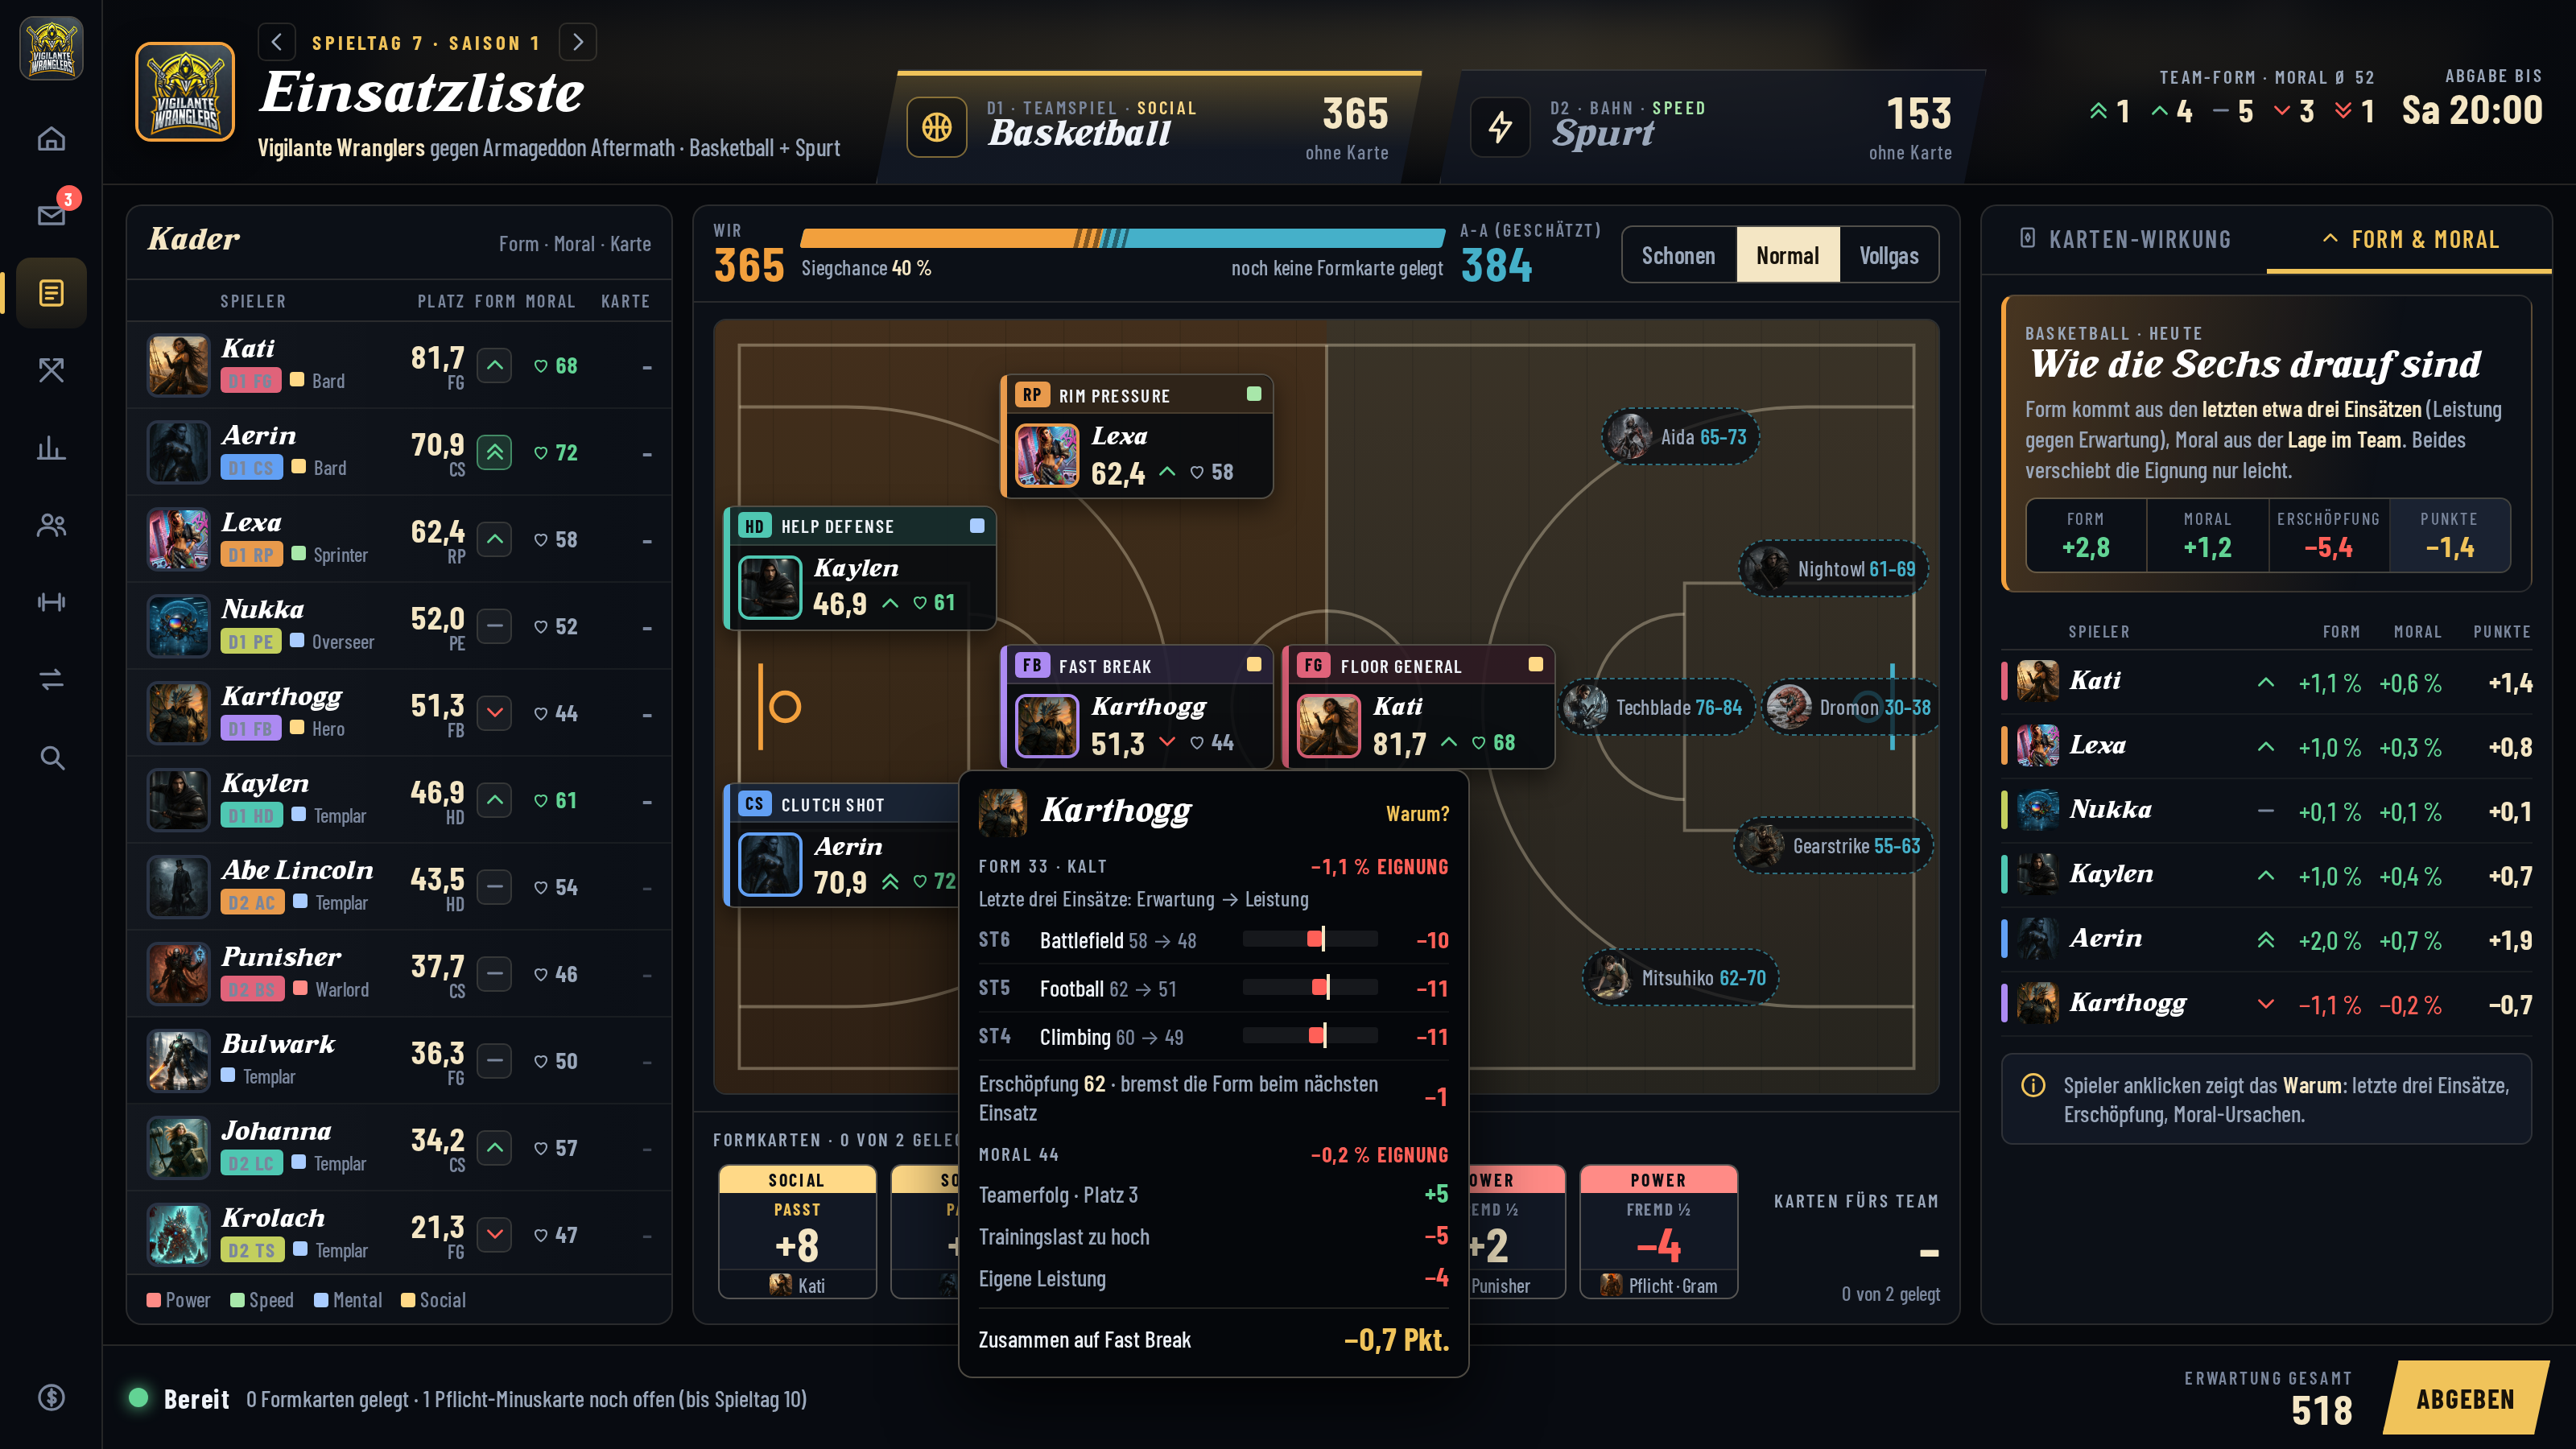 VIGILANTE WRANGLERS
3
VIGILANTE WRANGLERS
SPIELTAG 7 · SAISON 1
Einsatzliste
Vigilante Wranglers gegen Armageddon Aftermath · Basketball + Spurt
D1 · TEAMSPIEL · SOCIAL
Basketball
365
ohne Karte
D2 · BAHN · SPEED
Spurt
153
ohne Karte
TEAM-FORM · MORAL Ø 52
1 4 5 3 1
ABGABE BIS
Sa 20:00
Kader
Form · Moral · Karte
SPIELER PLATZ FORM MORAL KARTE
Kati 81,7 68 –
D1 FG Bard FG
Aerin 70,9 72 –
D1 CS Bard CS
Lexa 62,4 58 –
D1 RP Sprinter RP
Nukka 52,0 52 –
D1 PE Overseer PE
Karthogg 51,3 44 –
D1 FB Hero FB
Kaylen 46,9 61 –
D1 HD Templar HD
Abe Lincoln 43,5 54 –
D2 AC Templar HD
Punisher 37,7 46 –
D2 BS Warlord CS
Bulwark 36,3 50 –
Templar FG
Johanna 34,2 57 –
D2 LC Templar CS
Krolach 21,3 47 –
D2 TS Templar FG
Power Speed Mental Social
WIR
365
Siegchance 40 %
noch keine Formkarte gelegt
A-A (GESCHÄTZT)
384
Schonen Normal Vollgas
RP RIM PRESSURE
Lexa
62,4 58
HD HELP DEFENSE
Kaylen
46,9 61
FB FAST BREAK
Karthogg
51,3 44
FG FLOOR GENERAL
Kati
81,7 68
CS CLUTCH SHOT
Aerin
70,9 72
Aida 65–73
Nightowl 61–69
Techblade 76–84
Dromon 30–38
Gearstrike 55–63
Mitsuhiko 62–70
Karthogg Warum?
FORM 33 · KALT –1,1 % EIGNUNG
Letzte drei Einsätze: Erwartung → Leistung
ST6 Battlefield 58 → 48 –10
ST5 Football 62 → 51 –11
ST4 Climbing 60 → 49 –11
Erschöpfung 62 · bremst die Form beim nächsten
Einsatz –1
MORAL 44 –0,2 % EIGNUNG
Teamerfolg · Platz 3 +5
Trainingslast zu hoch –5
Eigene Leistung –4
Zusammen auf Fast Break –0,7 Pkt.
FORMKARTEN · 0 VON 2 GELE
SOCIAL
PASST
+8
Kati
SO
+
OWER
EMD ½
+2
Punisher
POWER
FREMD ½
–4
Pflicht · Gram
KARTEN FÜRS TEAM
–
0 von 2 gelegt
KARTEN-WIRKUNG FORM & MORAL
BASKETBALL · HEUTE
Wie die Sechs drauf sind
Form kommt aus den letzten etwa drei Einsätzen (Leistung
gegen Erwartung), Moral aus der Lage im Team. Beides
verschiebt die Eignung nur leicht.
FORM MORAL ERSCHÖPFUNG PUNKTE
+2,8 +1,2 –5,4 –1,4
SPIELER FORM MORAL PUNKTE
Kati +1,1 % +0,6 % +1,4
Lexa +1,0 % +0,3 % +0,8
Nukka +0,1 % +0,1 % +0,1
Kaylen +1,0 % +0,4 % +0,7
Aerin +2,0 % +0,7 % +1,9
Karthogg –1,1 % –0,2 % –0,7
Spieler anklicken zeigt das Warum: letzte drei Einsätze,
Erschöpfung, Moral-Ursachen.
Bereit 0 Formkarten gelegt · 1 Pflicht-Minuskarte noch offen (bis Spieltag 10)
ERWARTUNG GESAMT
518
ABGEBEN